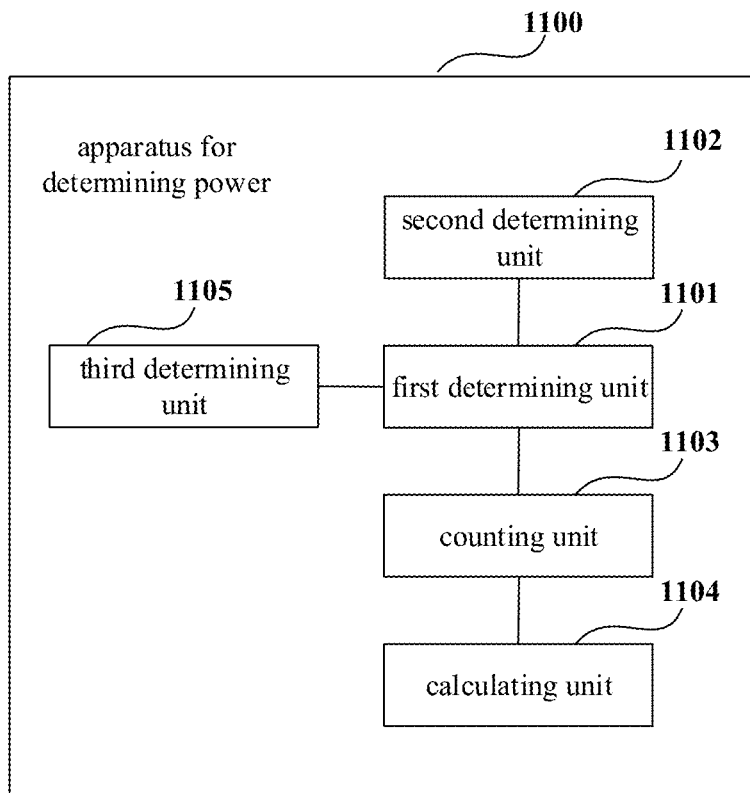 1100
apparatus for
determining power
1102
second determining
unit
1105
third determining
unit
1101
first determining unit
1103
counting unit
1104
calculating unit